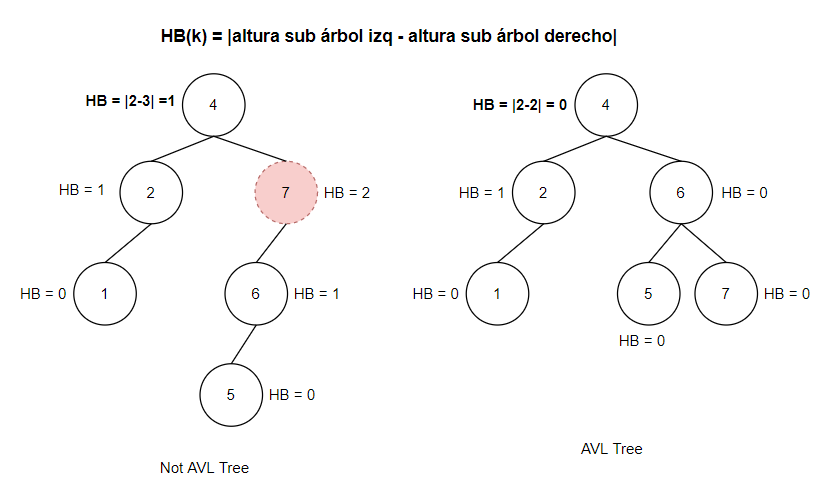 HB(k) = |altura sub árbol izq - altura sub árbol derecho|
HB = |2-3| =1
4
HB = 1
2
7
HB = 2
HB = 0
1
6
HB = 1
5
HB = 0
Not AVL Tree
HB = |2-2| = 0
4
HB = 1
2
6
HB = 0
HB = 0
1
5
7
HB = 0
HB = 0
AVL Tree